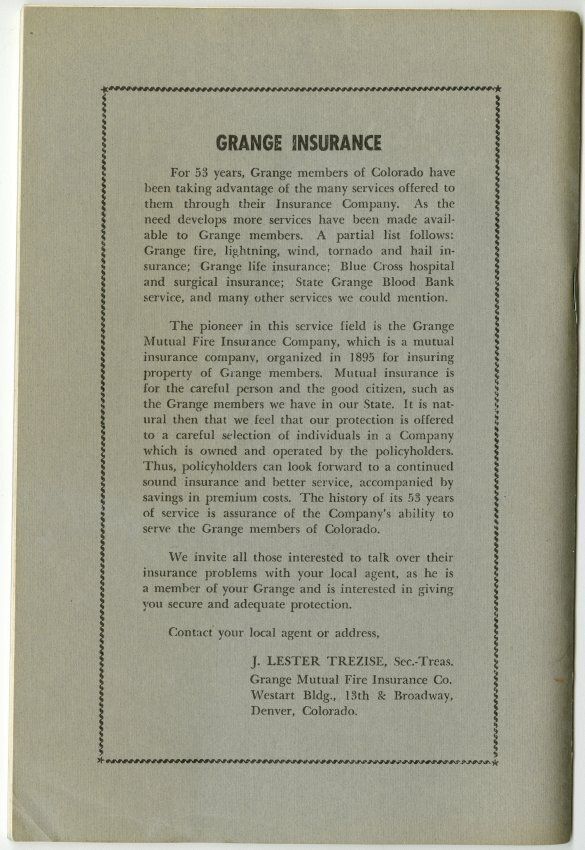 GRANGE INSURANCE
For 53 years, Grange members of Colorado have
been taking advantage of the many services offered to
them through their Insurance Company. As the
need develops more services have been made avail-
able to Grange members. A partial list follows:
Grange fire, lightning, wind, tornado and hail in-
surance; Grange life insurance; Blue Cross hospital
and surgical insurance; State Grange Blood Bank
service, and many other services we could mention.
The pioneer in this service field is the Grange
Mutual Fire Insurance Company, which is a mutual
insurance company, organized in 1895 for insuring
property of Grange members. Mutual insurance is
for the careful person and the good citizen, such as
the Grange members we have in our State. It is nat-
ural then that we feel that our protection is offered
to a careful selection of individuals in a Company
which is owned and operated by the policyholders.
Thus, policyholders can look forward to a continued
sound insurance and better service, accompanied by
savings in premium costs. The history of its 53 years
of service is assurance of the Company's ability to
serve the Grange members of Colorado.
We invite all those interested to talk over their
insurance problems with your local agent, as he is
a member of your Grange and is interested in giving
you secure and adequate protection.
Contact your local agent or address,
J. LESTER TREZISE, Sec.-Treas.
Grange Mutual Fire Insurance Co.
Westart Bldg., 13th & Broadway,
Denver, Colorado.